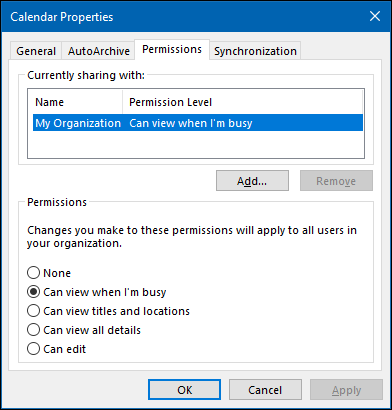 Calendar Properties
General AutoArchive Permissions Synchronization
Currently sharing with:
Name Permission Level
My Organization Can view when I'm busy
Add... Remove
Permissions
Changes you make to these permissions will apply to all users in
your organization.
None
Can view when I'm busy
Can view titles and locations
Can view all details
Can edit
OK Cancel Apply